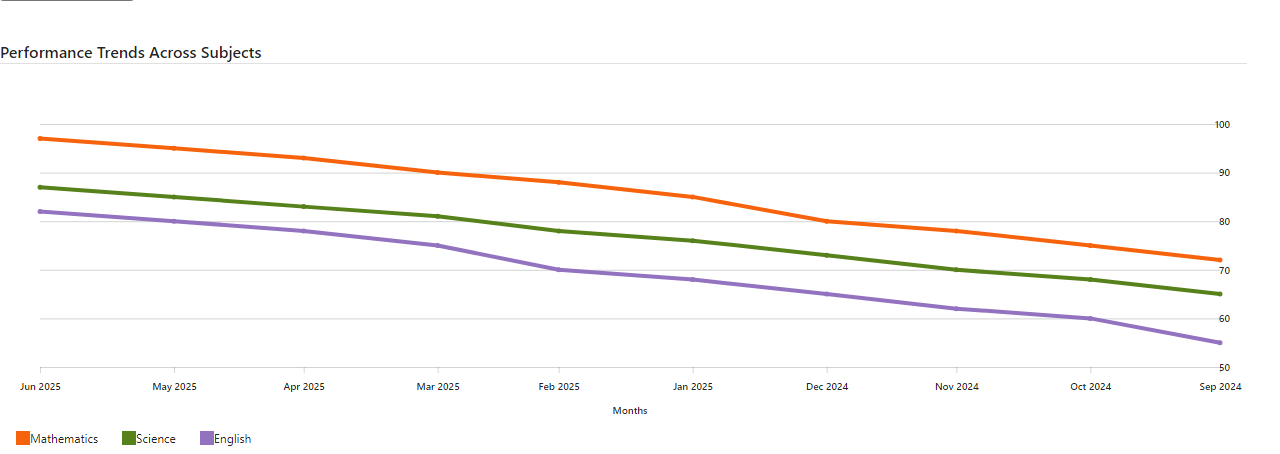 Performance Trends Across Subjects
100
90
80
70
60
50
Jun 2025 May 2025 Apr 2025 Mar 2025 Feb 2025 Jan 2025 Dec 2024 Nov 2024 Oct 2024 Sep 2024
Months
Mathematics Science English